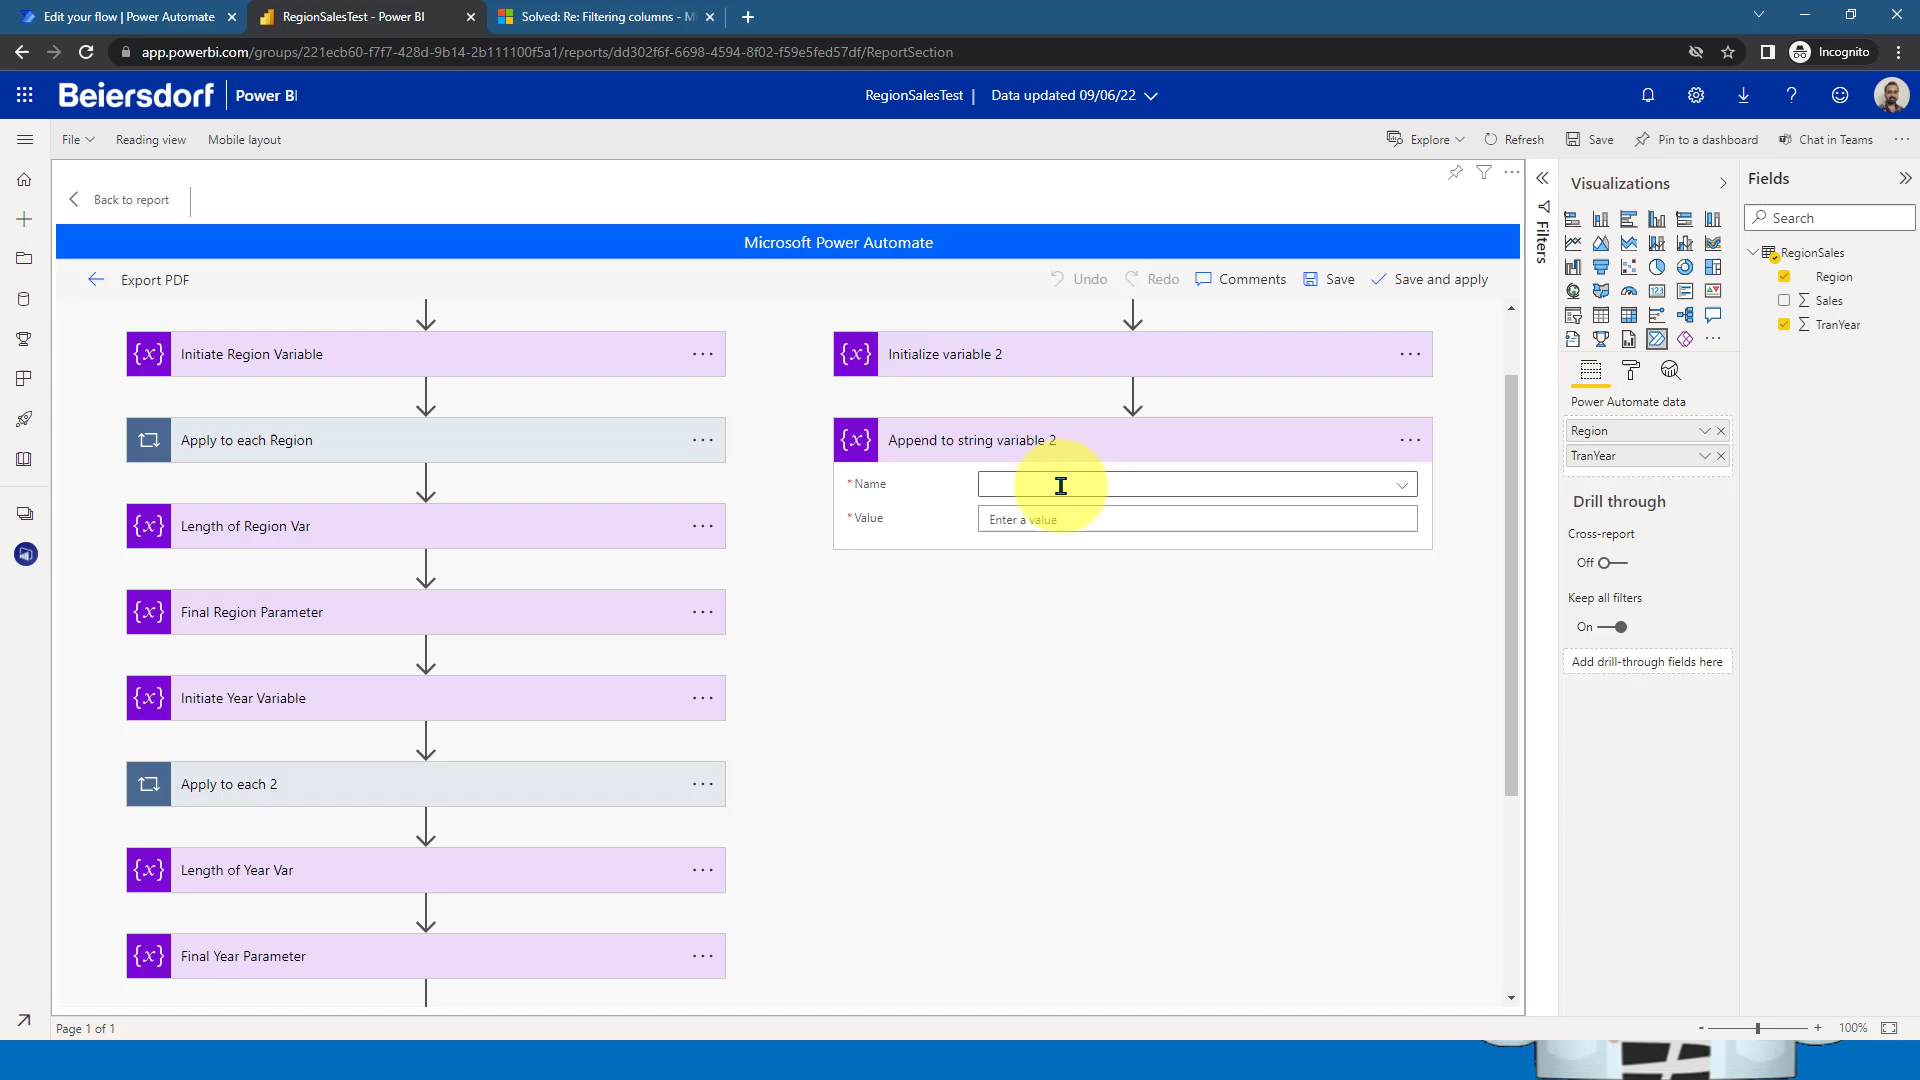 Edit your flow | Power Automate
RegionSalesTest - Power BI
Solved: Re: Filtering columns - M
app.powerbi.com/groups/221ecb60-f7f7-428d-9b14-2b111100f5a1/reports/dd302f6f-6698-4594-8f02-f59e5fed57df/ReportSection
Incognito
Beiersdorf
Power BI
RegionSalesTest | Data updated 09/06/22
File
Reading view
Mobile layout
Explore
Refresh
Save
Pin to a dashboard
Chat in Teams
Back to report
Microsoft Power Automate
Export PDF
Undo
Redo
Comments
Save
Save and apply
Initiate Region Variable
Apply to each Region
Length of Region Var
Final Region Parameter
Initiate Year Variable
Apply to each 2
Length of Year Var
Final Year Parameter
Initialize variable 2
Append to string variable 2
* Name
* Value
Enter a value
Filters
Visualizations
Power Automate data
Region
TranYear
Drill through
Cross-report
Off
Keep all filters
On
Add drill-through fields here
Fields
Search
RegionSales
Region
Sales
TranYear
Page 1 of 1
- + 100%